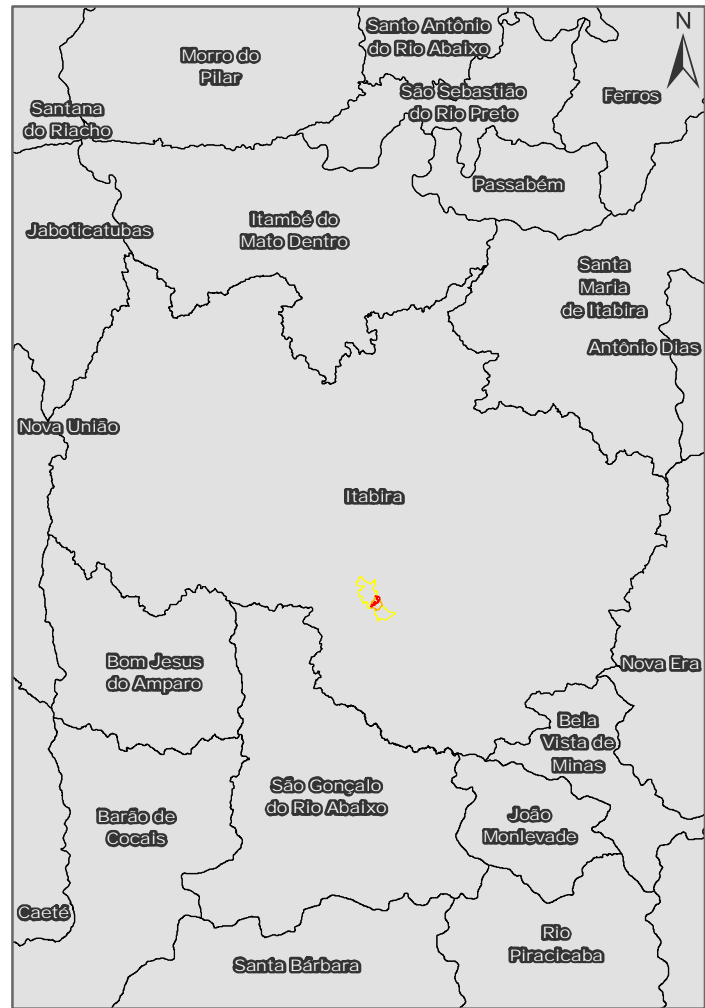 N
Santo Antônio
do Rio Abaixo
Morro do
Pilar
São Sebastião
do Rio Preto
Ferros
Santana
do Riacho
Passabém
Jaboticatubas
Itambé do
Mato Dentro
Santa
Maria
de Itabira
Antônio Dias
Nova União
Itabira
Bom Jesus
do Amparo
Nova Era
Bela
Vista de
Minas
São Gonçalo
do Rio Abaixo
Barão de
Cocais
João
Monlevade
Caeté
Rio
Piracicaba
Santa Bárbara